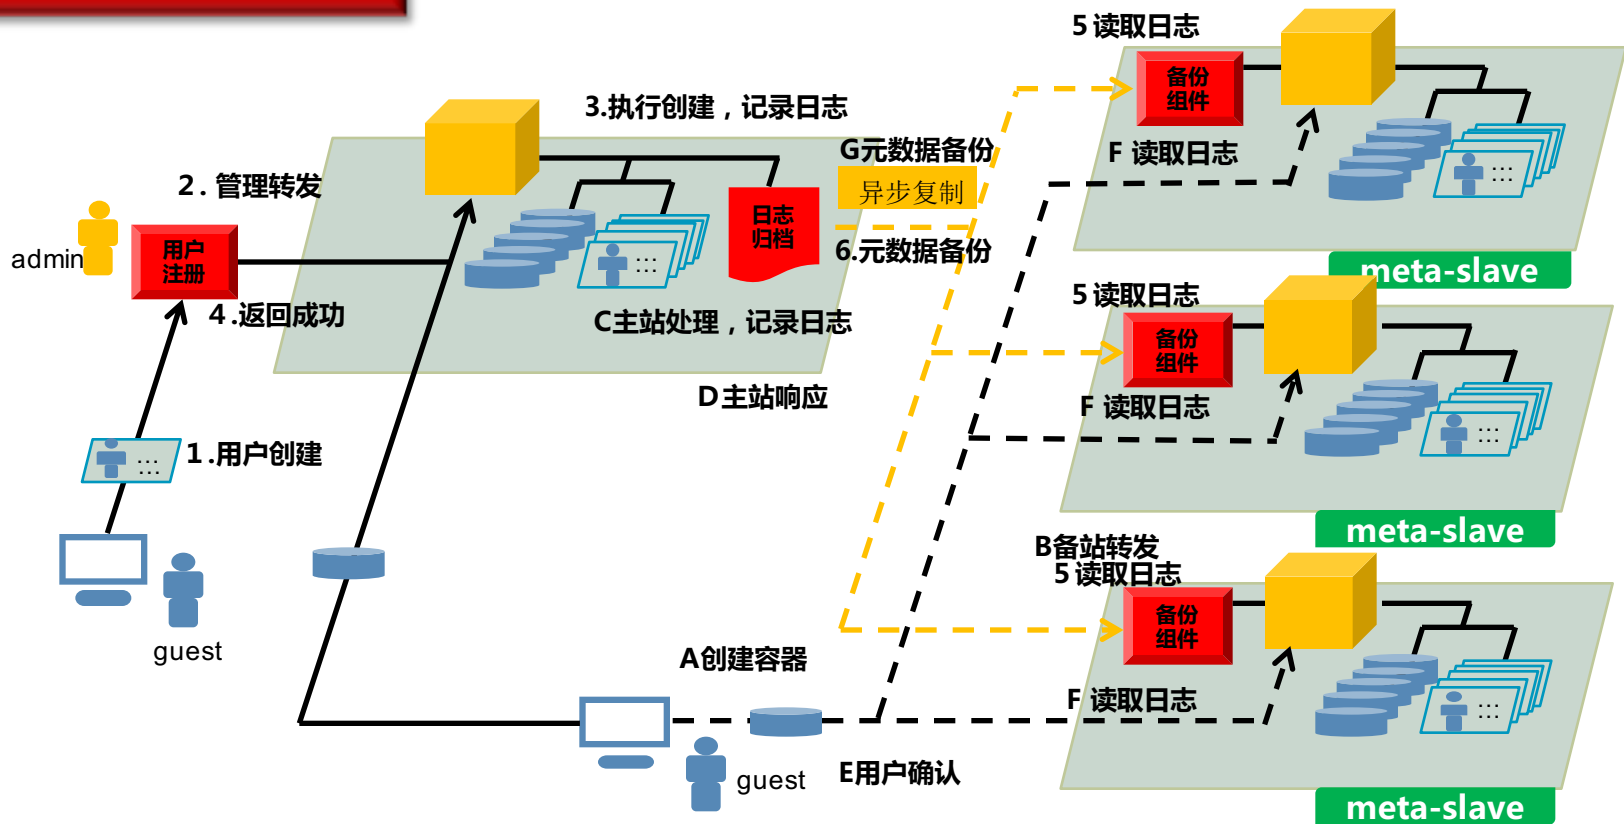 5 读取日志
备份
组件
3.执行创建，记录日志
G元数据备份
F 读取日志
异步复制
2. 管理转发
日志
归档
用户
注册
6.元数据备份
admin
meta-slave
4.返回成功
C主站处理，记录日志
5 读取日志
备份
组件
D主站响应
F 读取日志
1.用户创建
meta-slave
B备站转发
5 读取日志
备份
组件
guest
A创建容器
F 读取日志
E用户确认
guest
meta-slave